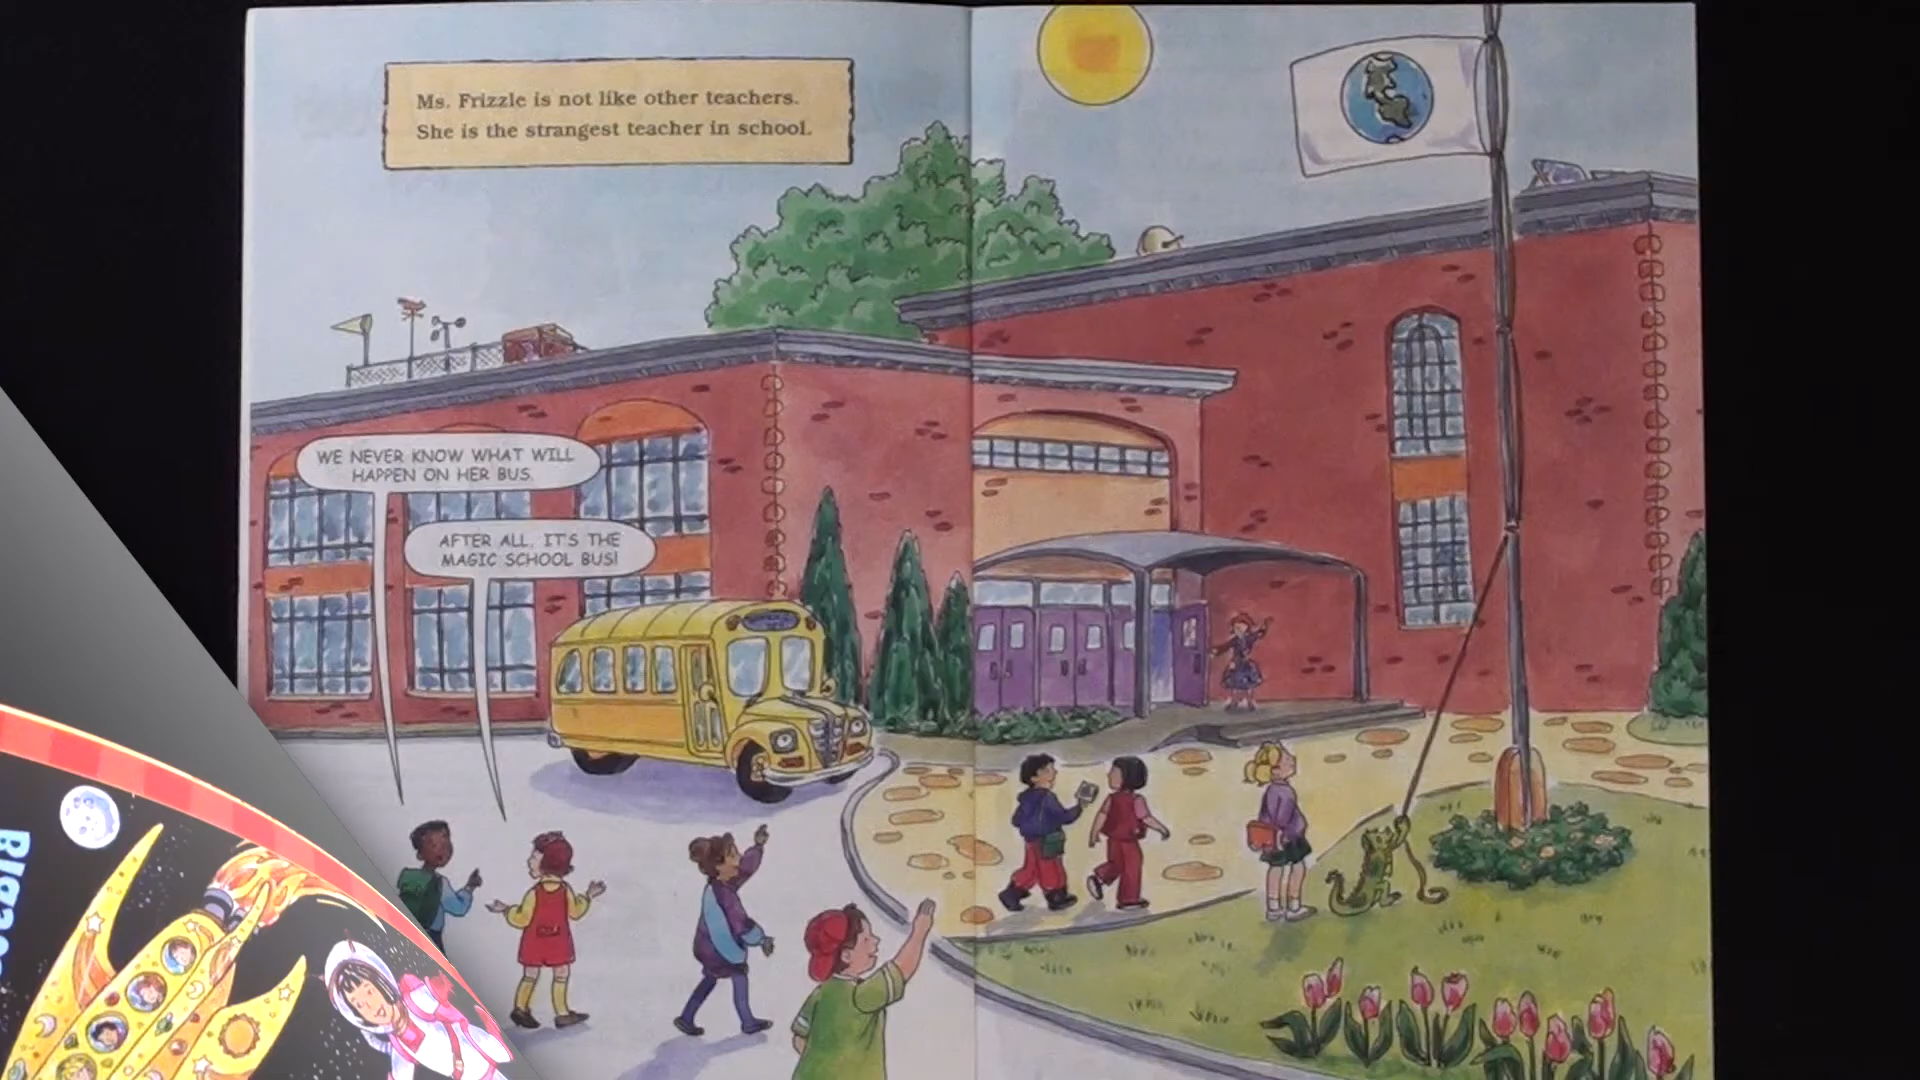 Ms. Frizzle is not like other teachers.
She is the strangest teacher in school.
WE NEVER KNOW WHAT WILL
HAPPEN ON HER BUS.
AFTER ALL, IT'S THE
MAGIC SCHOOL BUS!